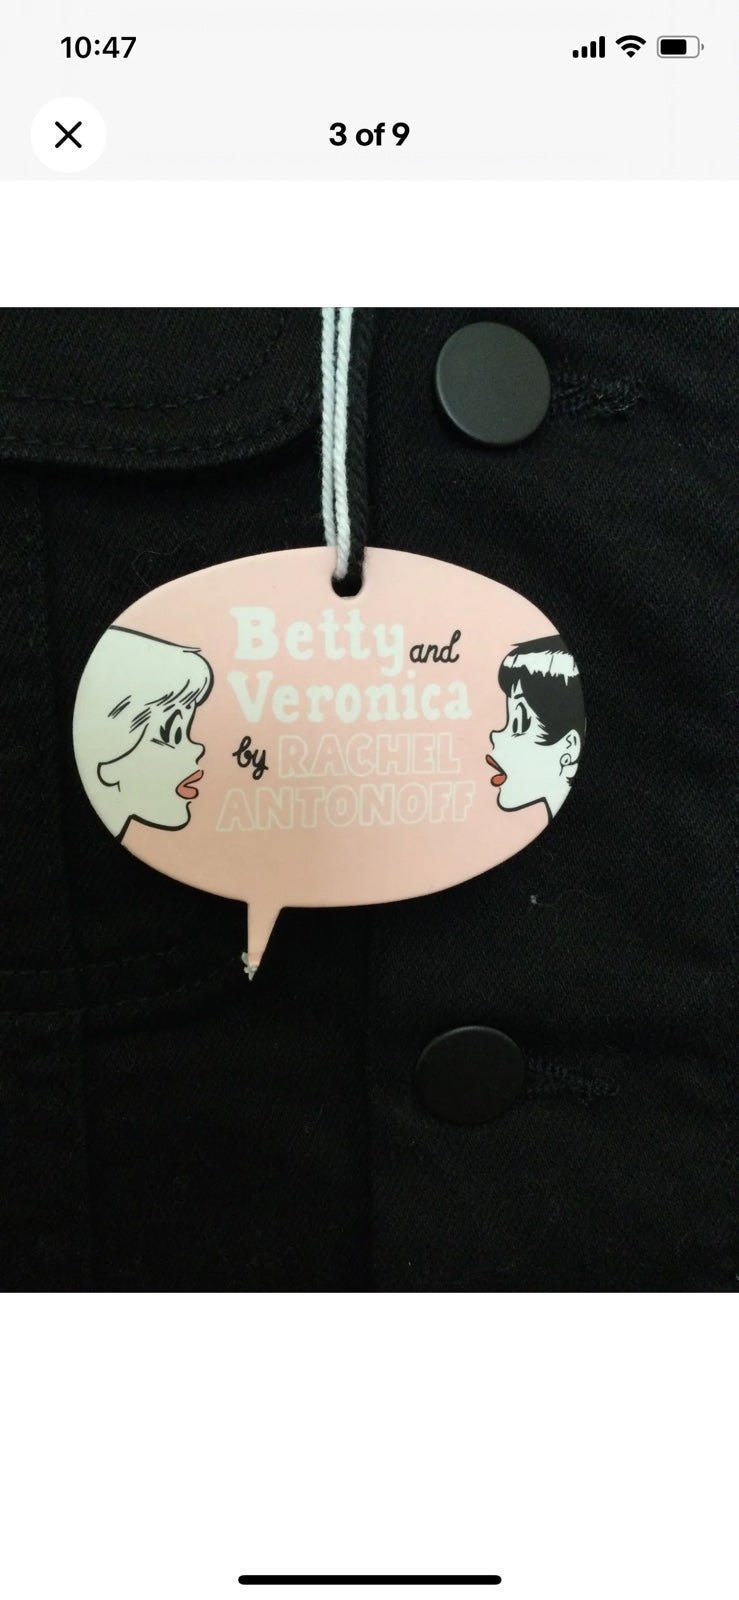 10:47
3 of 9
Betty and
Veronica
by RACHEL
ANTONOFF